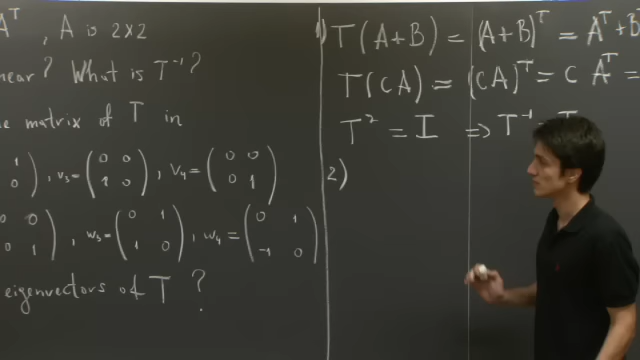 Aᵀ, A is 2x2
near? What is T⁻¹?
e matrix of T in
1
0 ), v₃ = ( 0 0
1 0 ), v₄ = ( 0 0
0 1 )
0 0
0 1 ), w₃ = ( 0 1
1 0 ), w₄ = ( 0 1
-1 0 )
eigenvectors of T ?
1) T(A+B) = (A+B)ᵀ = Aᵀ+B
T(cA) = (cA)ᵀ = c Aᵀ =
T² = I ⇒ T⁻¹ =
2)